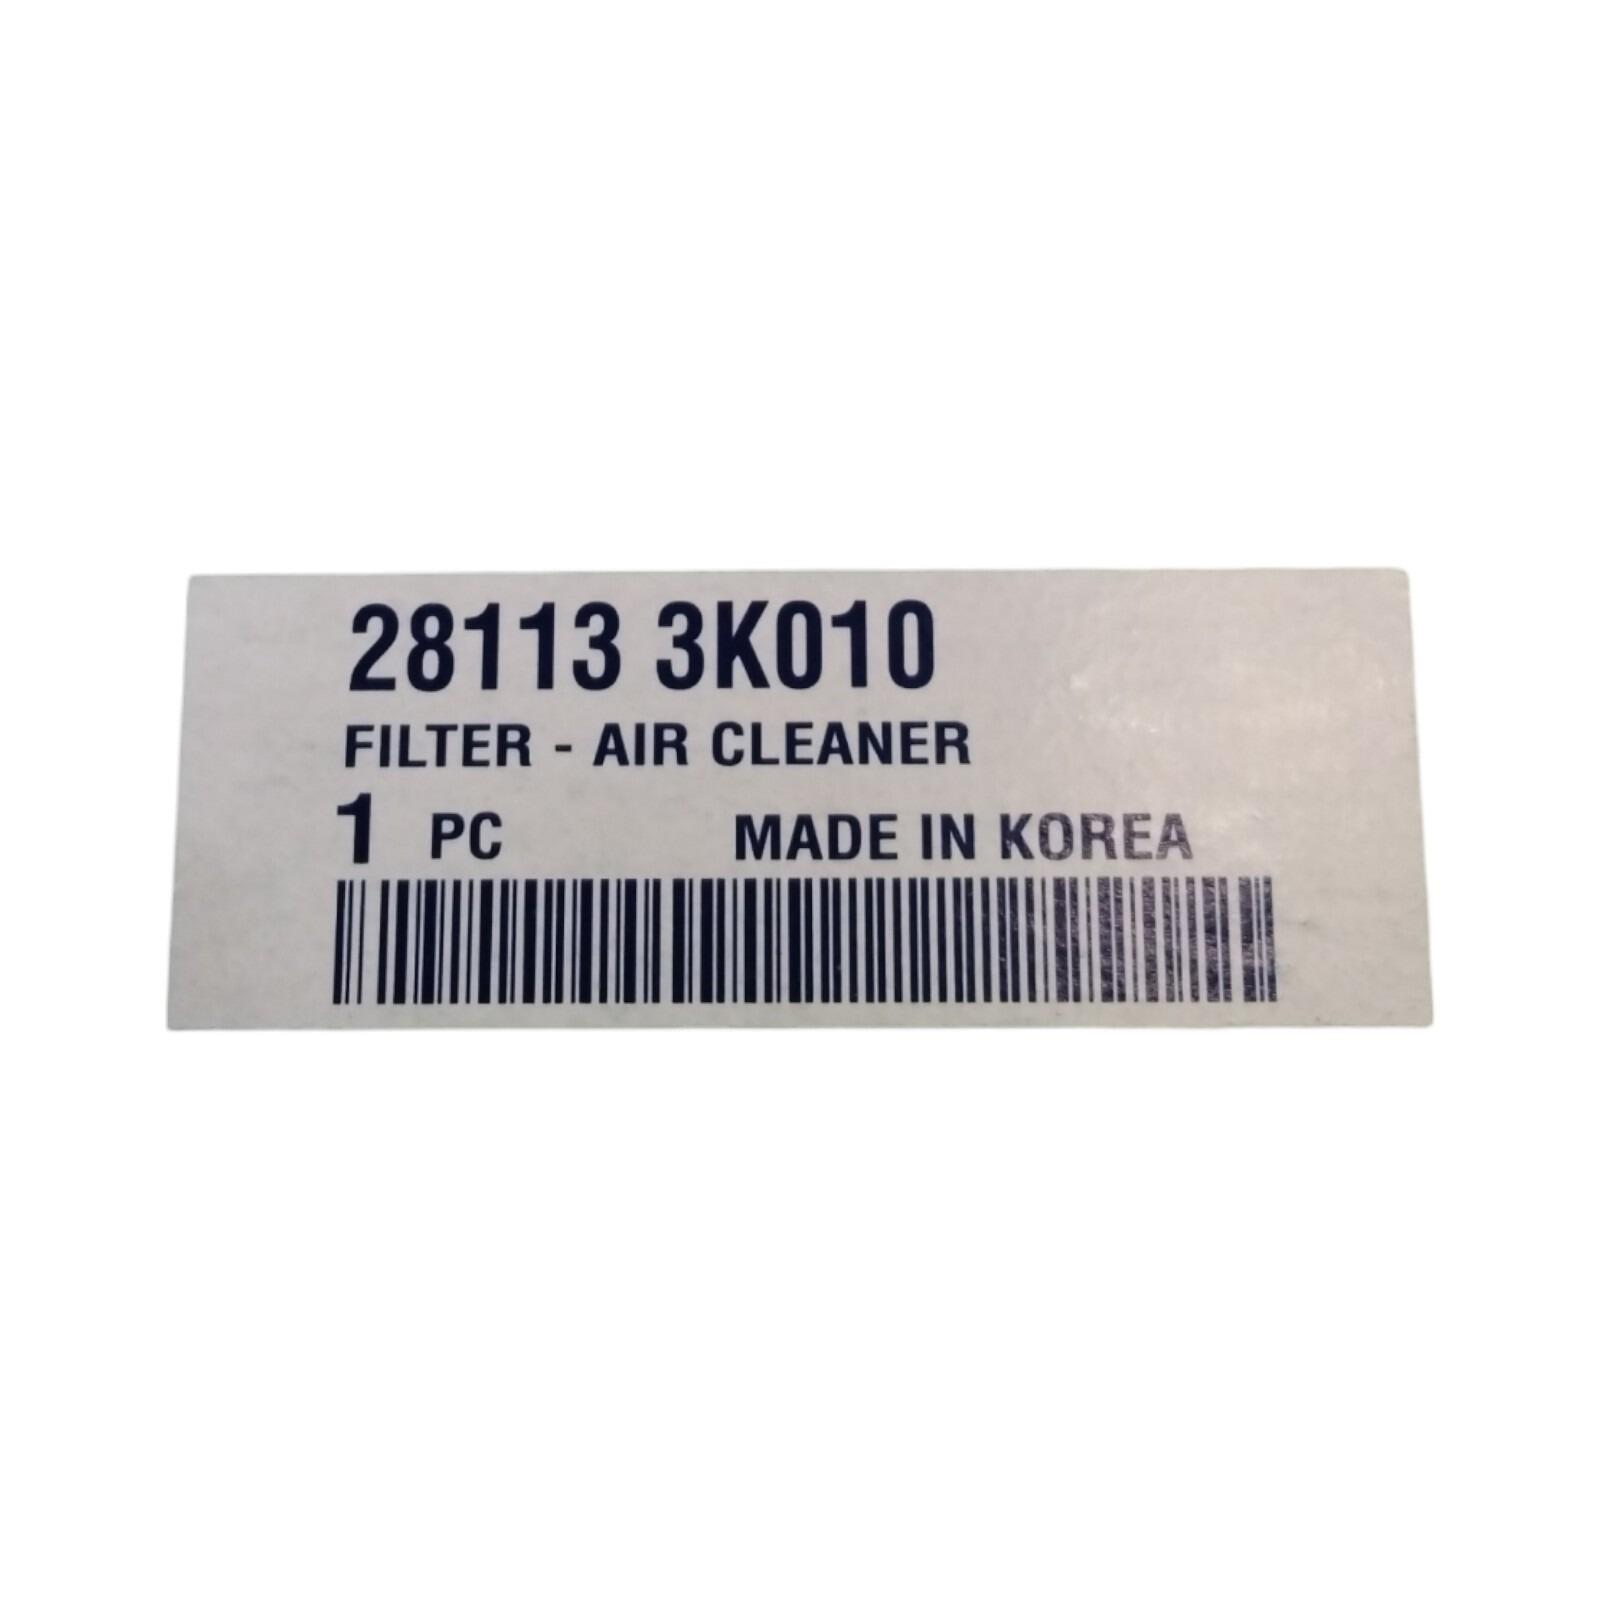 28113 3K010
FILTER - AIR CLEANER
1 PC MADE IN KOREA